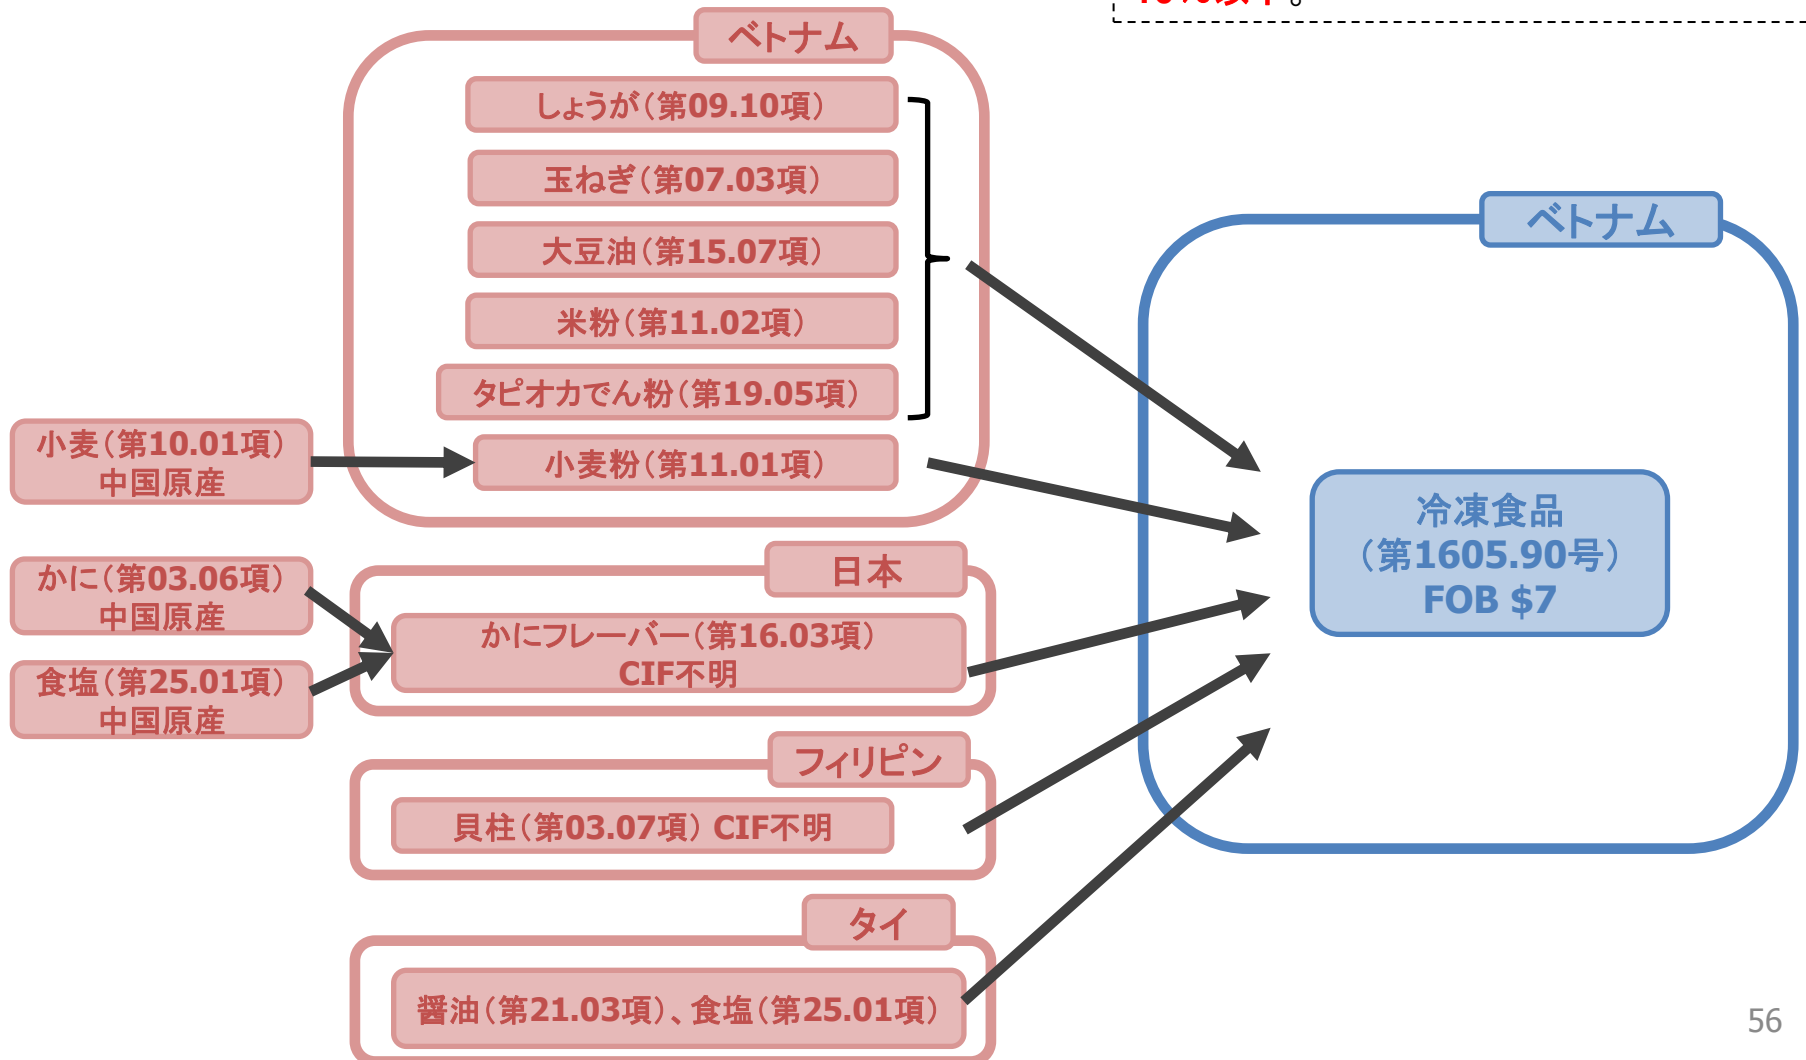 ベトナム
しょうが（第09.10項）
玉ねぎ（第07.03項）
大豆油（第15.07項）
米粉（第11.02項）
タピオカでん粉（第19.05項）
小麦（第10.01項）
中国原産
小麦粉（第11.01項）
日本
かに（第03.06項）
中国原産
かにフレーバー（第16.03項）
CIF不明
食塩（第25.01項）
中国原産
フィリピン
貝柱（第03.07項）CIF不明
タイ
醤油（第21.03項）、食塩（第25.01項）
ベトナム
冷凍食品
（第1605.90号）
FOB $7
56